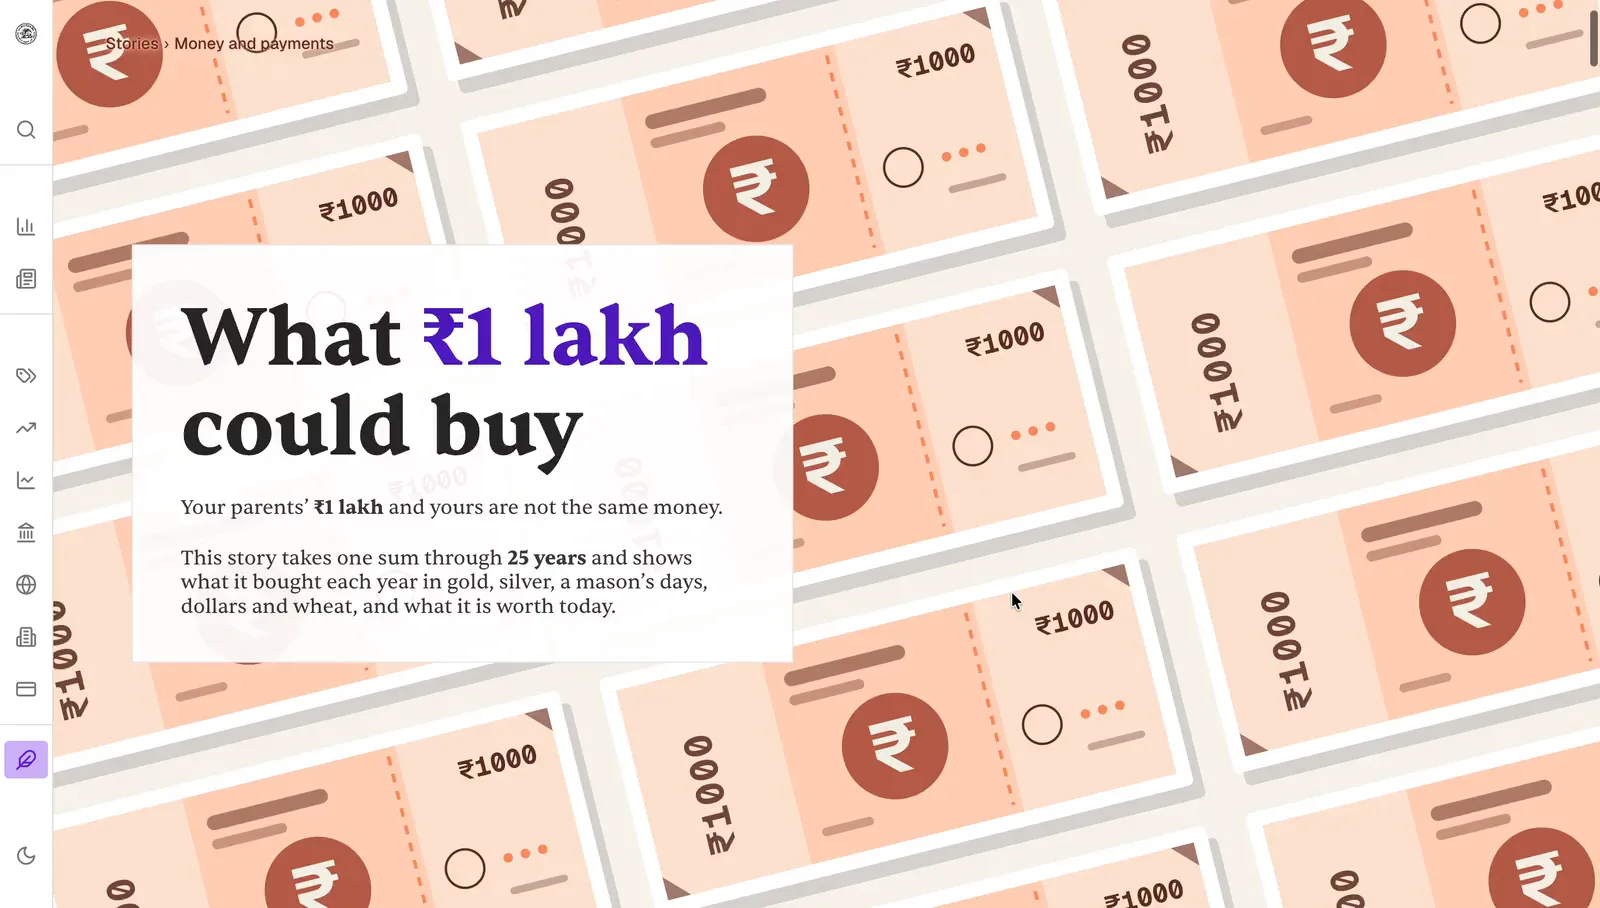 Stories › Money and payments
₹1000
₹1000
₹1000
₹1000
What ₹1 lakh
could buy
Your parents’ ₹1 lakh and yours are not the same money.
This story takes one sum through 25 years and shows
what it bought each year in gold, silver, a mason’s days,
dollars and wheat, and what it is worth today.
₹1000
₹1000
₹1000
₹1000
₹1000
₹1000
₹1000